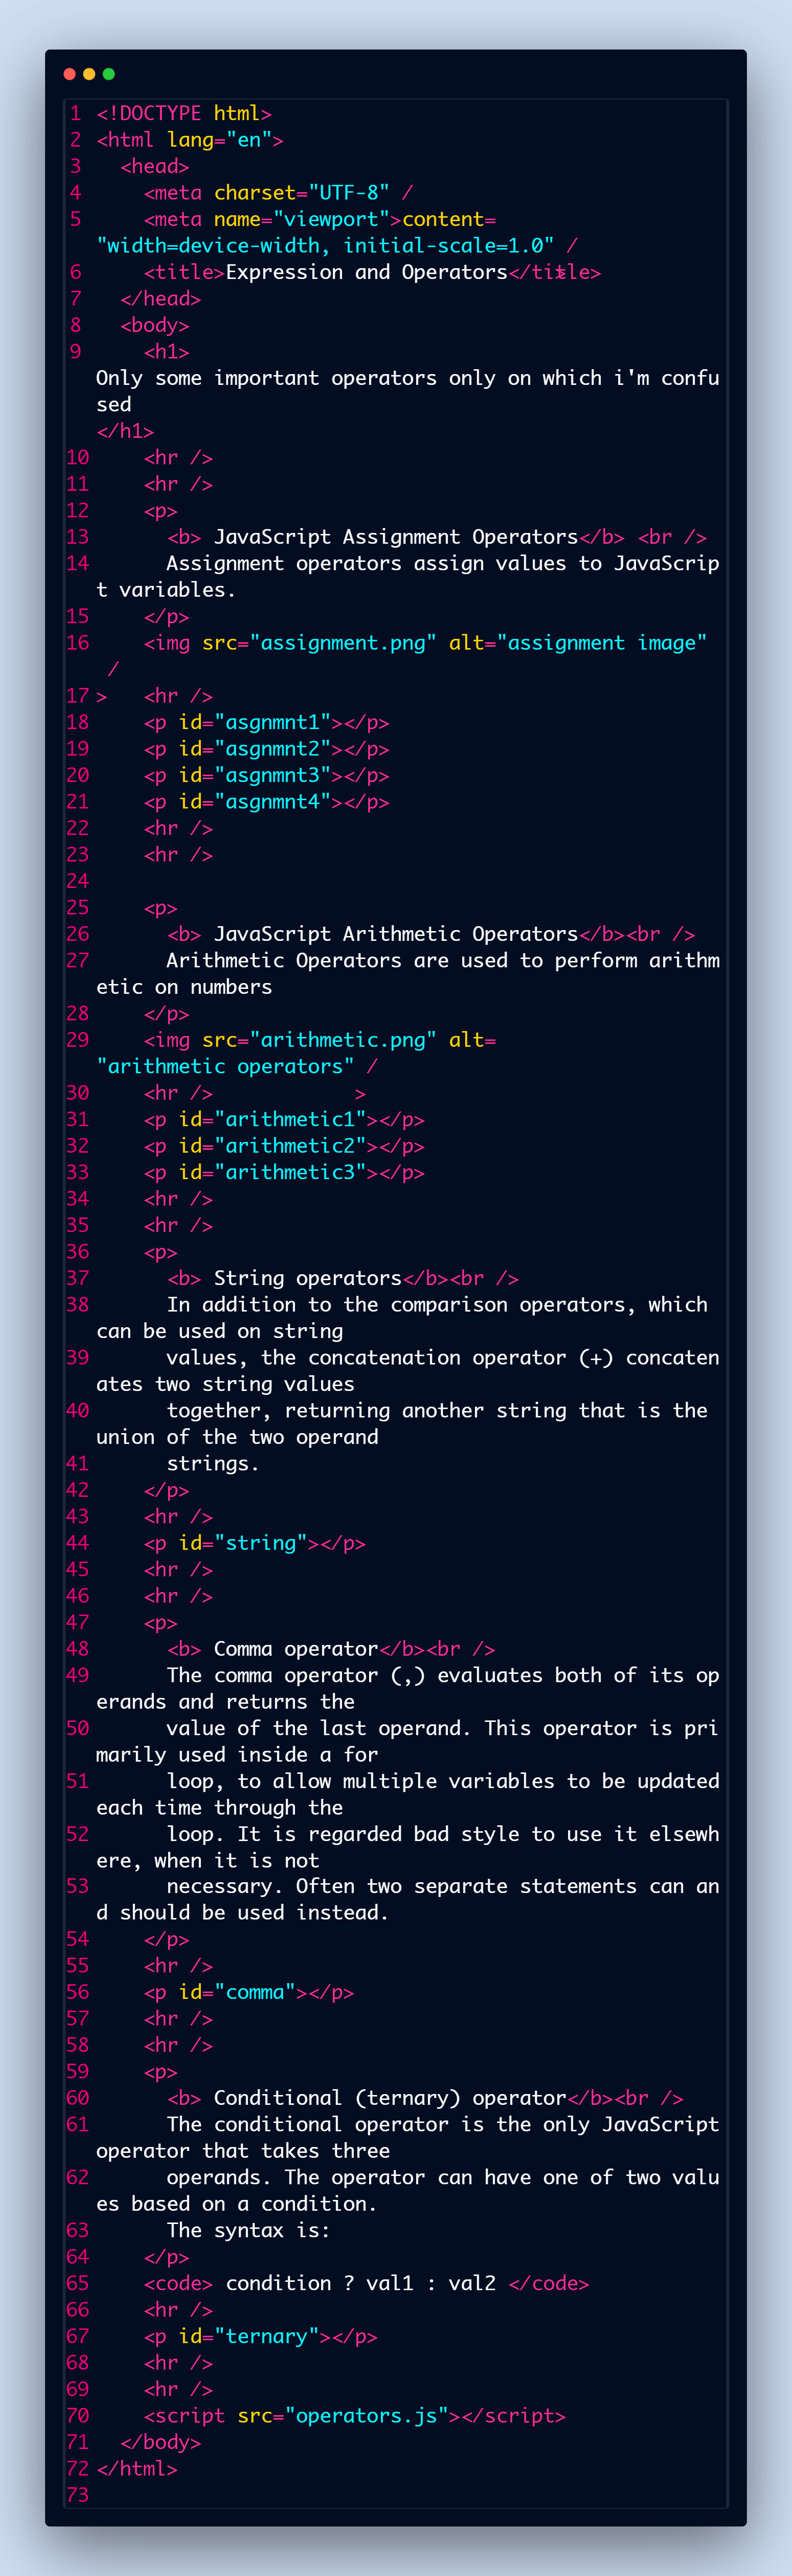 1 <!DOCTYPE html>
2 <html lang="en">
3   <head>
4     <meta charset="UTF-8" /
5     <meta name="viewport">content=
"width=device-width, initial-scale=1.0" /
6     <title>Expression and Operators</title>
7   </head>
8   <body>
9     <h1>
Only some important operators only on which i'm confu
sed
</h1>
10     <hr />
11     <hr />
12     <p>
13       <b> JavaScript Assignment Operators</b> <br />
14       Assignment operators assign values to JavaScrip
t variables.
15     </p>
16     <img src="assignment.png" alt="assignment image"
 /
17 >   <hr />
18     <p id="asgnmnt1"></p>
19     <p id="asgnmnt2"></p>
20     <p id="asgnmnt3"></p>
21     <p id="asgnmnt4"></p>
22     <hr />
23     <hr />
24
25     <p>
26       <b> JavaScript Arithmetic Operators</b><br />
27       Arithmetic Operators are used to perform arithm
etic on numbers
28     </p>
29     <img src="arithmetic.png" alt=
"arithmetic operators" /
30     <hr />            >
31     <p id="arithmetic1"></p>
32     <p id="arithmetic2"></p>
33     <p id="arithmetic3"></p>
34     <hr />
35     <hr />
36     <p>
37       <b> String operators</b><br />
38       In addition to the comparison operators, which
can be used on string
39       values, the concatenation operator (+) concaten
ates two string values
40       together, returning another string that is the
union of the two operand
41       strings.
42     </p>
43     <hr />
44     <p id="string"></p>
45     <hr />
46     <hr />
47     <p>
48       <b> Comma operator</b><br />
49       The comma operator (,) evaluates both of its op
erands and returns the
50       value of the last operand. This operator is pri
marily used inside a for
51       loop, to allow multiple variables to be updated
each time through the
52       loop. It is regarded bad style to use it elsewh
ere, when it is not
53       necessary. Often two separate statements can an
d should be used instead.
54     </p>
55     <hr />
56     <p id="comma"></p>
57     <hr />
58     <hr />
59     <p>
60       <b> Conditional (ternary) operator</b><br />
61       The conditional operator is the only JavaScript
operator that takes three
62       operands. The operator can have one of two valu
es based on a condition.
63       The syntax is:
64     </p>
65     <code> condition ? val1 : val2 </code>
66     <hr />
67     <p id="ternary"></p>
68     <hr />
69     <hr />
70     <script src="operators.js"></script>
71   </body>
72 </html>
73